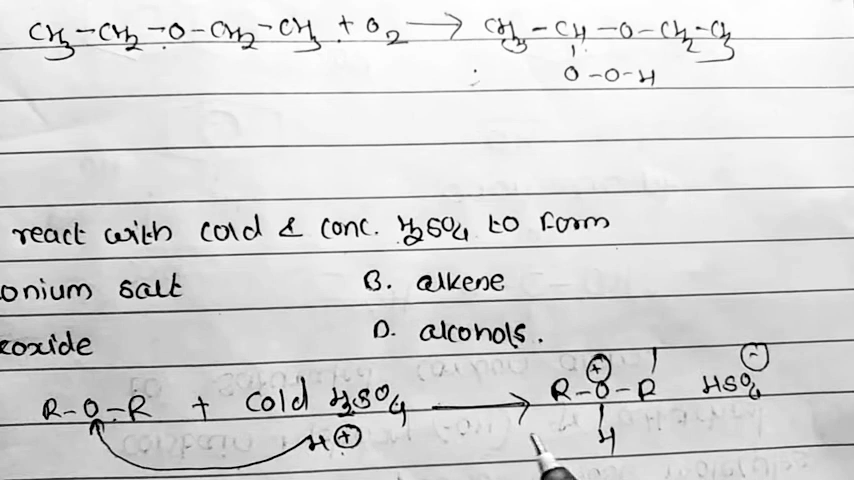 CH3-CH2-O-CH2-CH3 + O2 → CH3-CH-O-CH2-CH3
O-O-H
react with cold & conc. H2SO4 to form
onium salt B. alkene
oxide D. alcohols.
R-O-R + Cold H2SO4 → R-O-R' HSO4
H+ H